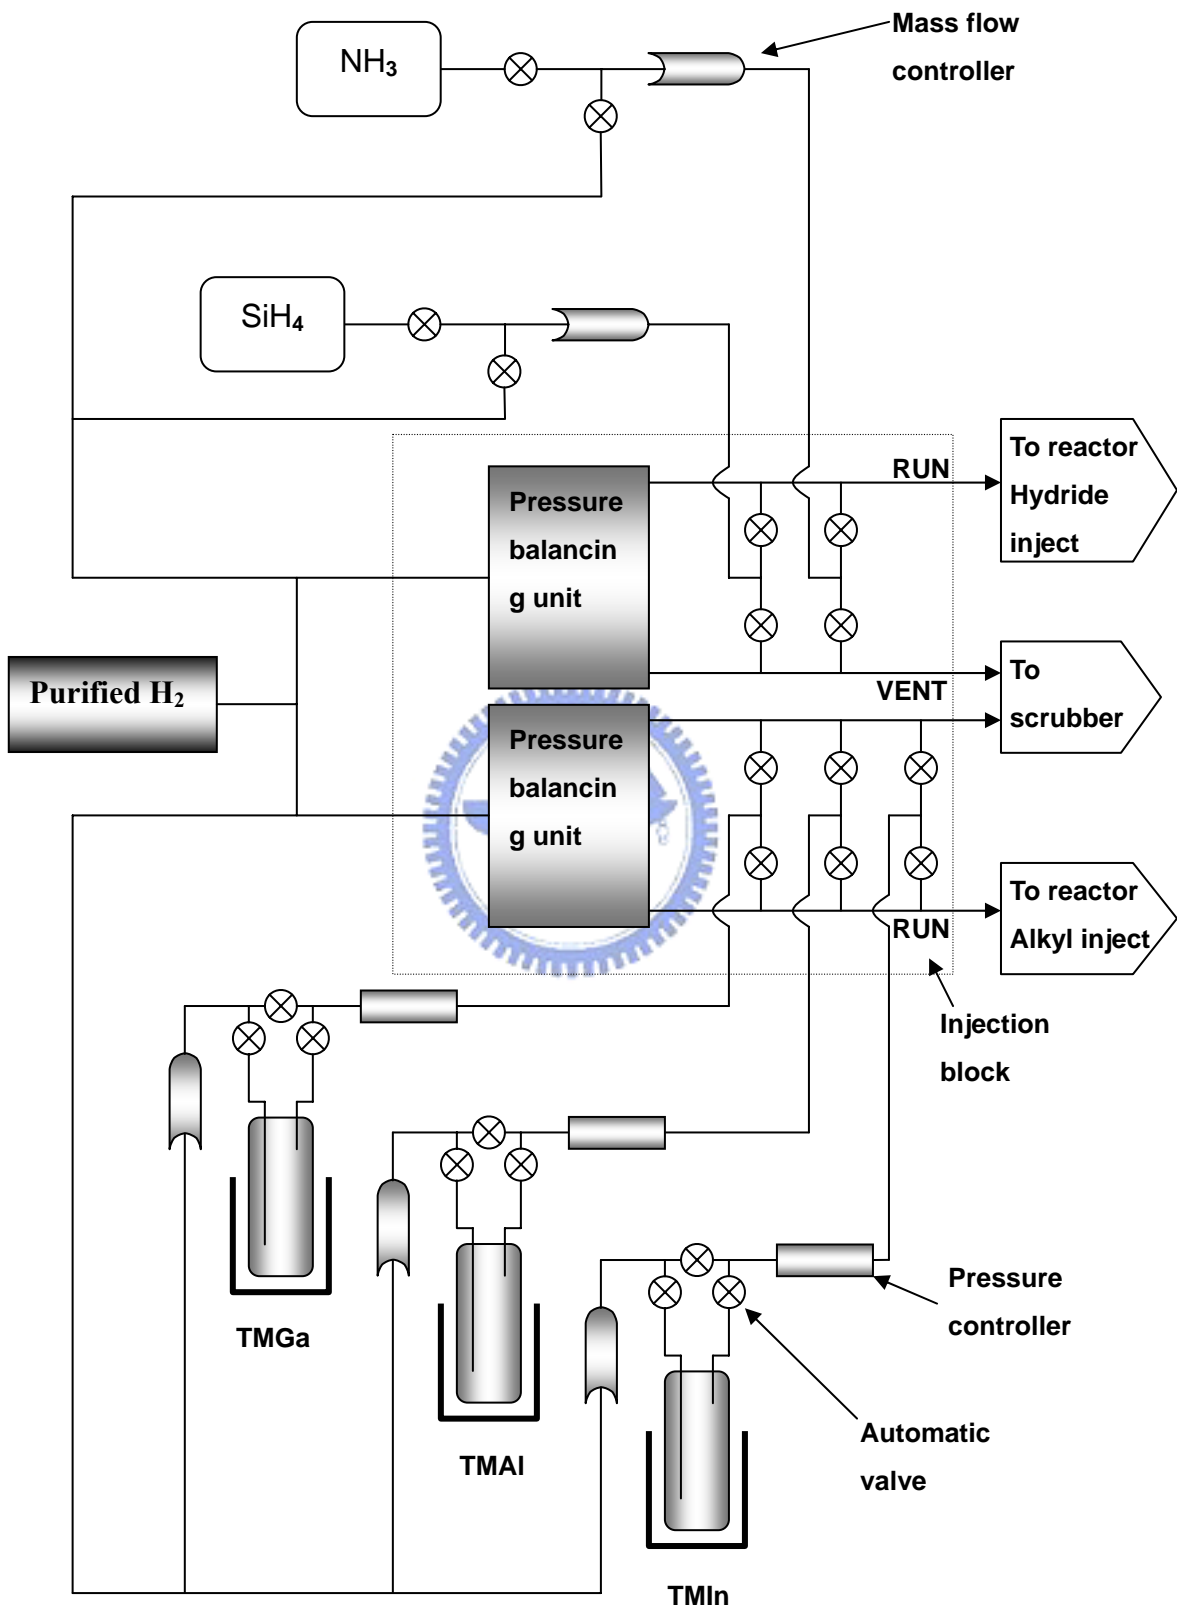 Mass flow
controller
NH₃
SiH₄
RUN
To reactor
Hydride
inject
Pressure
balancin
g unit
Purified H₂
VENT
To
scrubber
Pressure
balancin
g unit
RUN
To reactor
Alkyl inject
Injection
block
Pressure
controller
TMGa
Automatic
valve
TMAl
TMIn